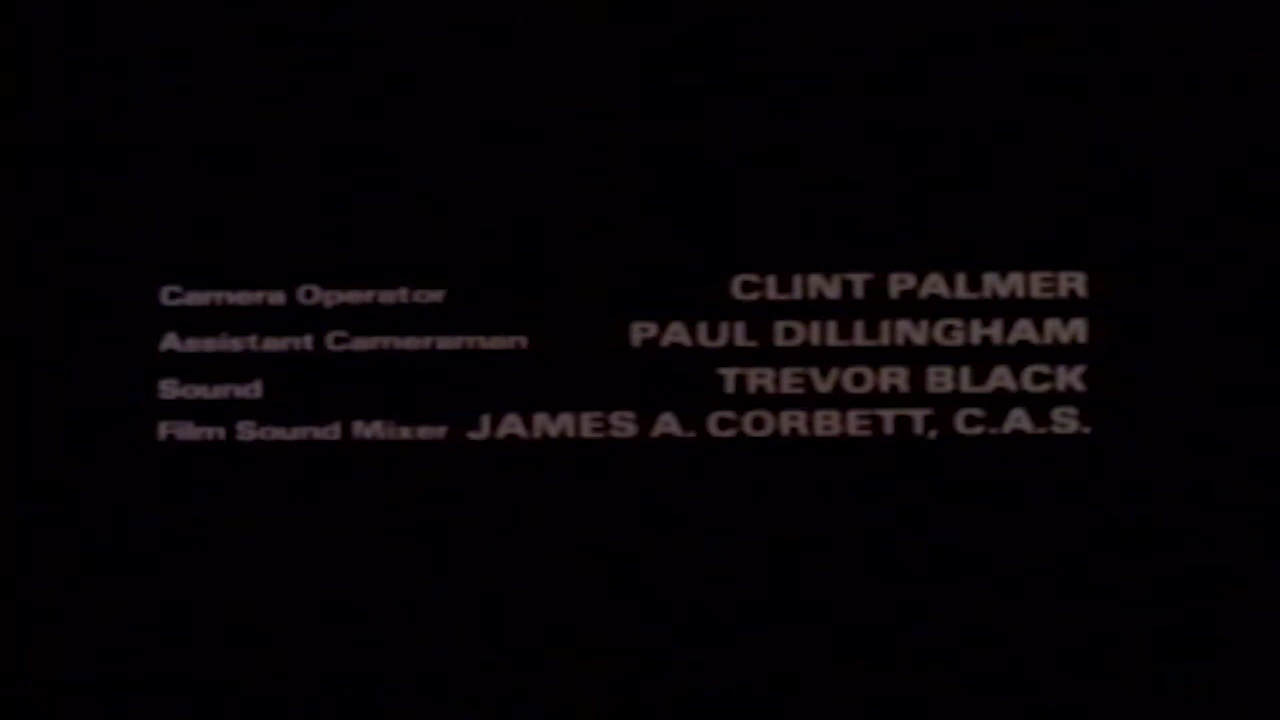 Camera Operator CLINT PALMER
Assistant Cameraman PAUL DILLINGHAM
Sound TREVOR BLACK
Film Sound Mixer JAMES A. CORBETT, C.A.S.